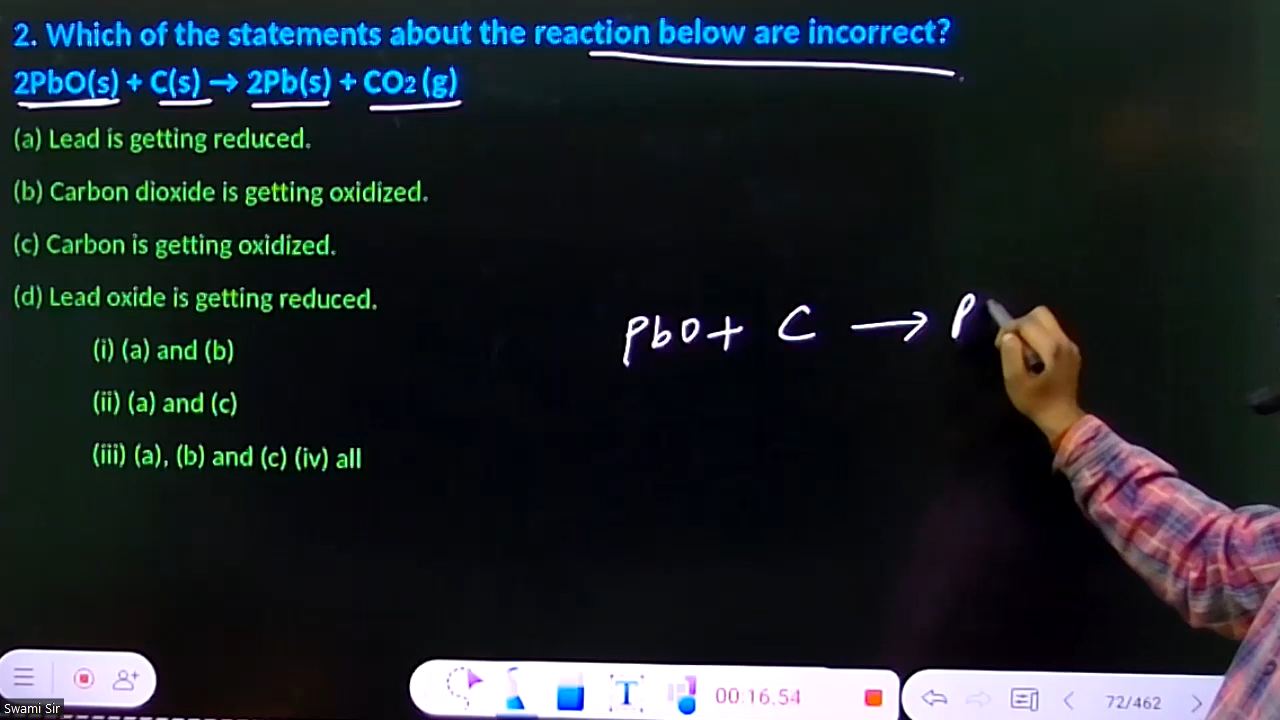 2. Which of the statements about the reaction below are incorrect?
2PbO(s) + C(s) → 2Pb(s) + CO₂ (g)
(a) Lead is getting reduced.
(b) Carbon dioxide is getting oxidized.
(c) Carbon is getting oxidized.
(d) Lead oxide is getting reduced.
(i) (a) and (b)
(ii) (a) and (c)
(iii) (a), (b) and (c) (iv) all
PbO + C → P
T 00:16.54 72/462
Swami Sir